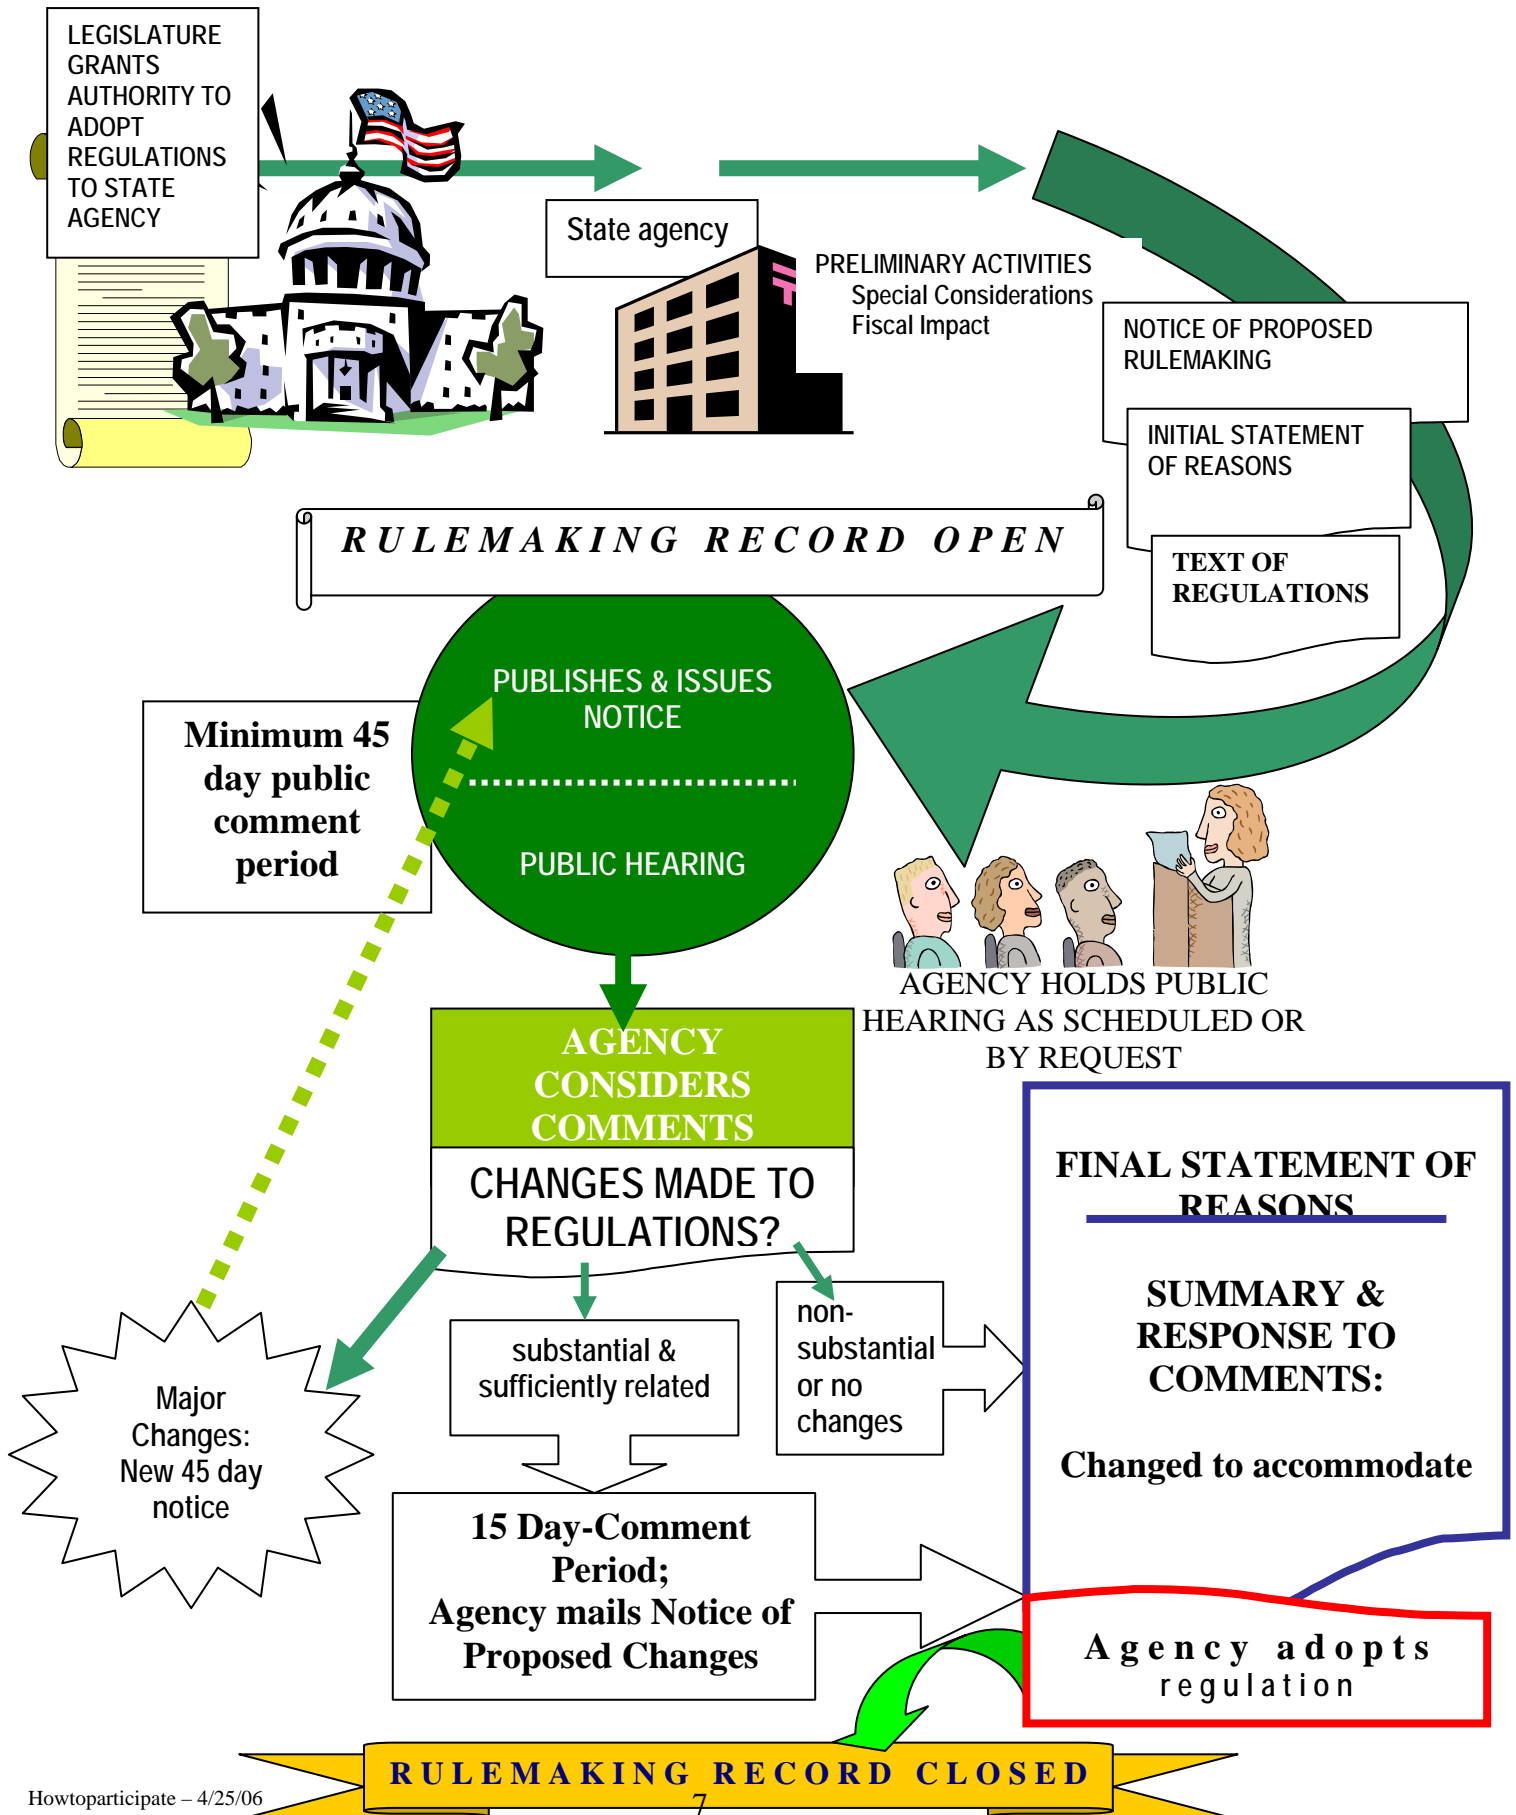 LEGISLATURE
GRANTS
AUTHORITY TO
ADOPT
REGULATIONS
TO STATE
AGENCY
State agency
PRELIMINARY ACTIVITIES
Special Considerations
Fiscal Impact
NOTICE OF PROPOSED
RULEMAKING
INITIAL STATEMENT
OF REASONS
TEXT OF
REGULATIONS
RULEMAKING RECORD OPEN
PUBLISHES & ISSUES
NOTICE
PUBLIC HEARING
Minimum 45
day public
comment
period
AGENCY HOLDS PUBLIC
HEARING AS SCHEDULED OR
BY REQUEST
AGENCY
CONSIDERS
COMMENTS
CHANGES MADE TO
REGULATIONS?
Major
Changes:
New 45 day
notice
substantial &
sufficiently related
non-
substantial
or no
changes
15 Day-Comment
Period;
Agency mails Notice of
Proposed Changes
FINAL STATEMENT OF
REASONS
SUMMARY &
RESPONSE TO
COMMENTS:
Changed to accommodate
Agency adopts
regulation
RULEMAKING RECORD CLOSED
Howtoparticipate – 4/25/06
7